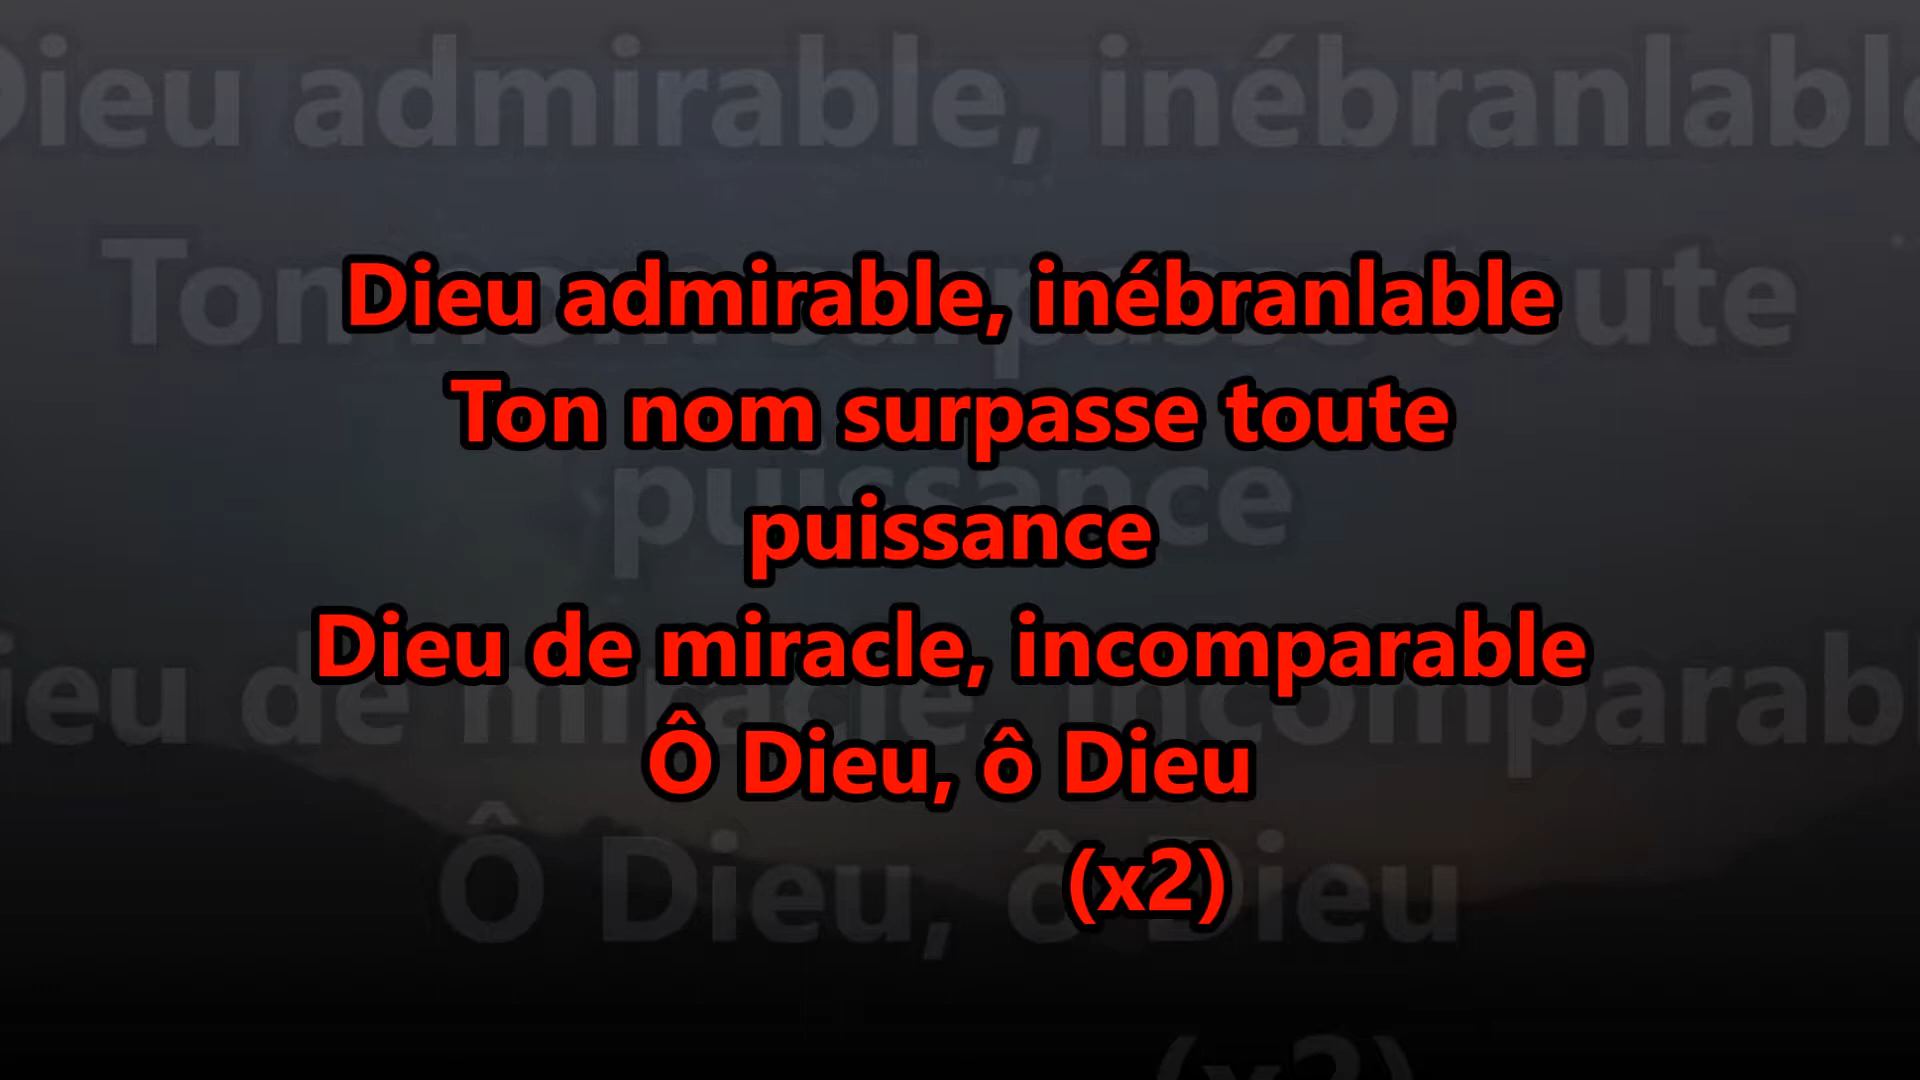 Dieu admirable, inébranlable
Ton nom surpasse toute
puissance
Dieu de miracle, incomparable
Ô Dieu, ô Dieu
(x2)